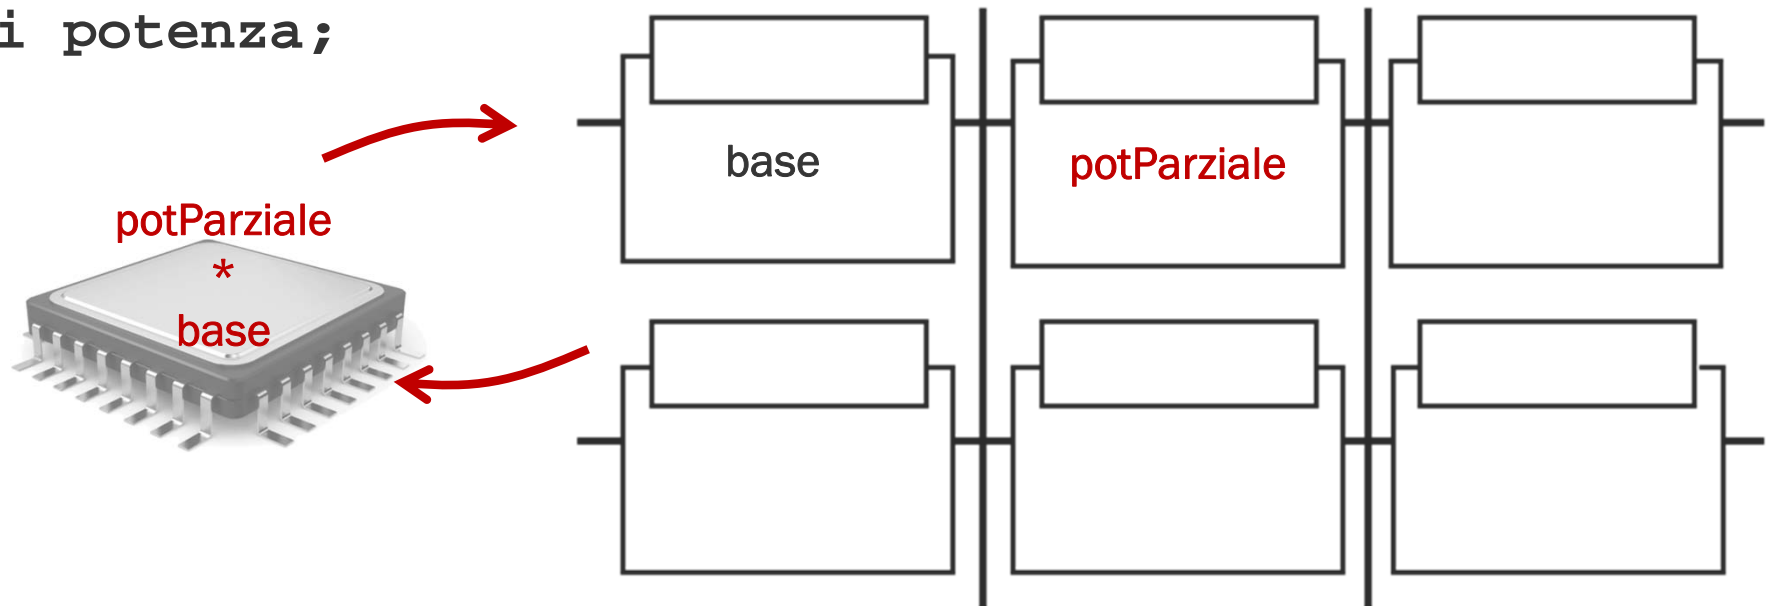 i potenza;
base
potParziale
potParziale
*
base